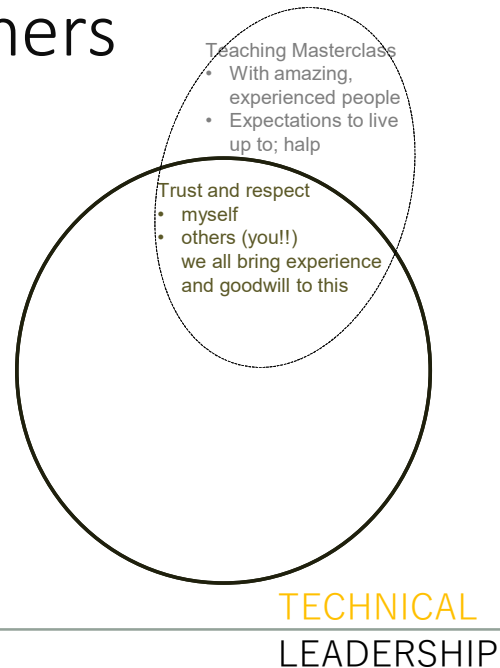 ners
Teaching Masterclass
• With amazing,
experienced people
• Expectations to live
up to; halp
Trust and respect
• myself
• others (you!!)
we all bring experience
and goodwill to this
TECHNICAL
LEADERSHIP